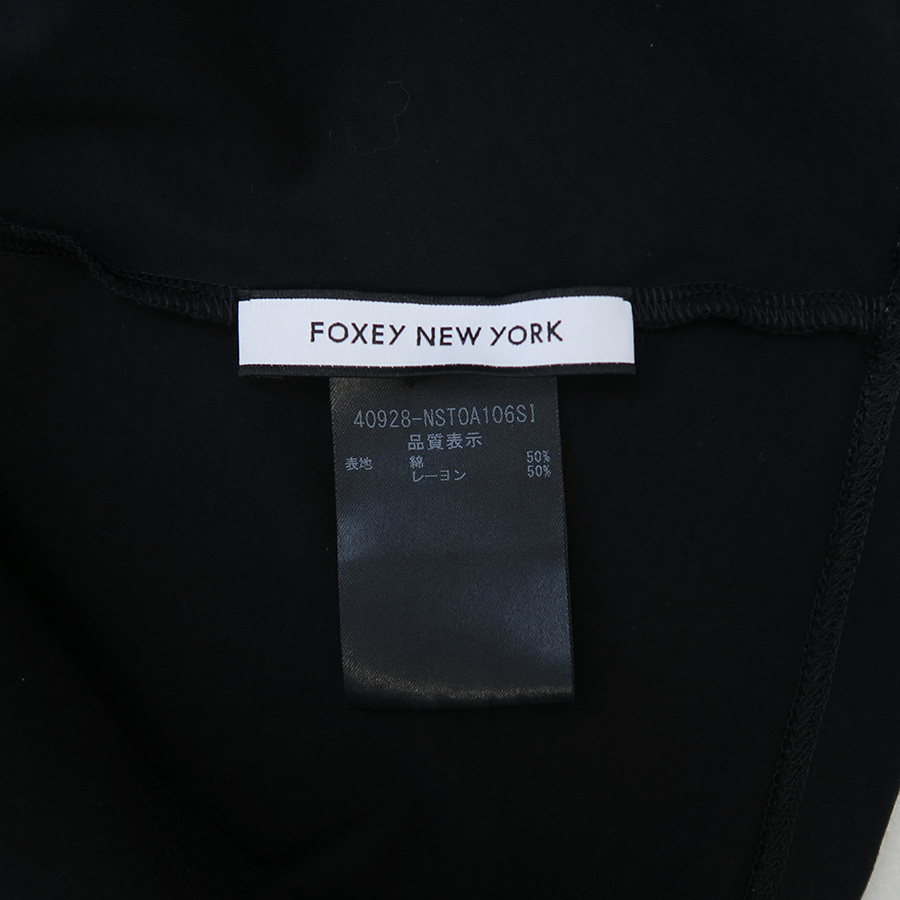 FOXEY NEW YORK
40928-NSTOA106SI
品質表示
表地 綿 50%
レーヨン 50%